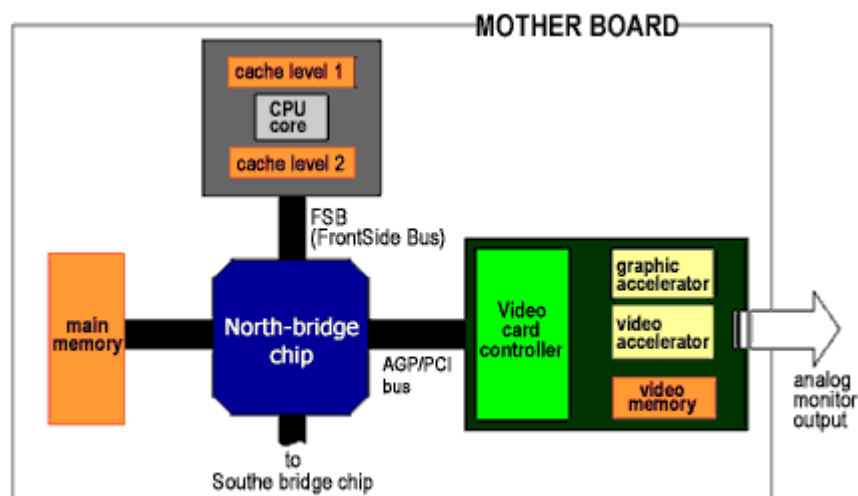 MOTHER BOARD
cache level 1
CPU
core
cache level 2
FSB
(FrontSide Bus)
main
memory
North-bridge
chip
AGP/PCI
bus
Video
card
controller
graphic
accelerator
video
accelerator
video
memory
analog
monitor
output
to
Southe bridge chip